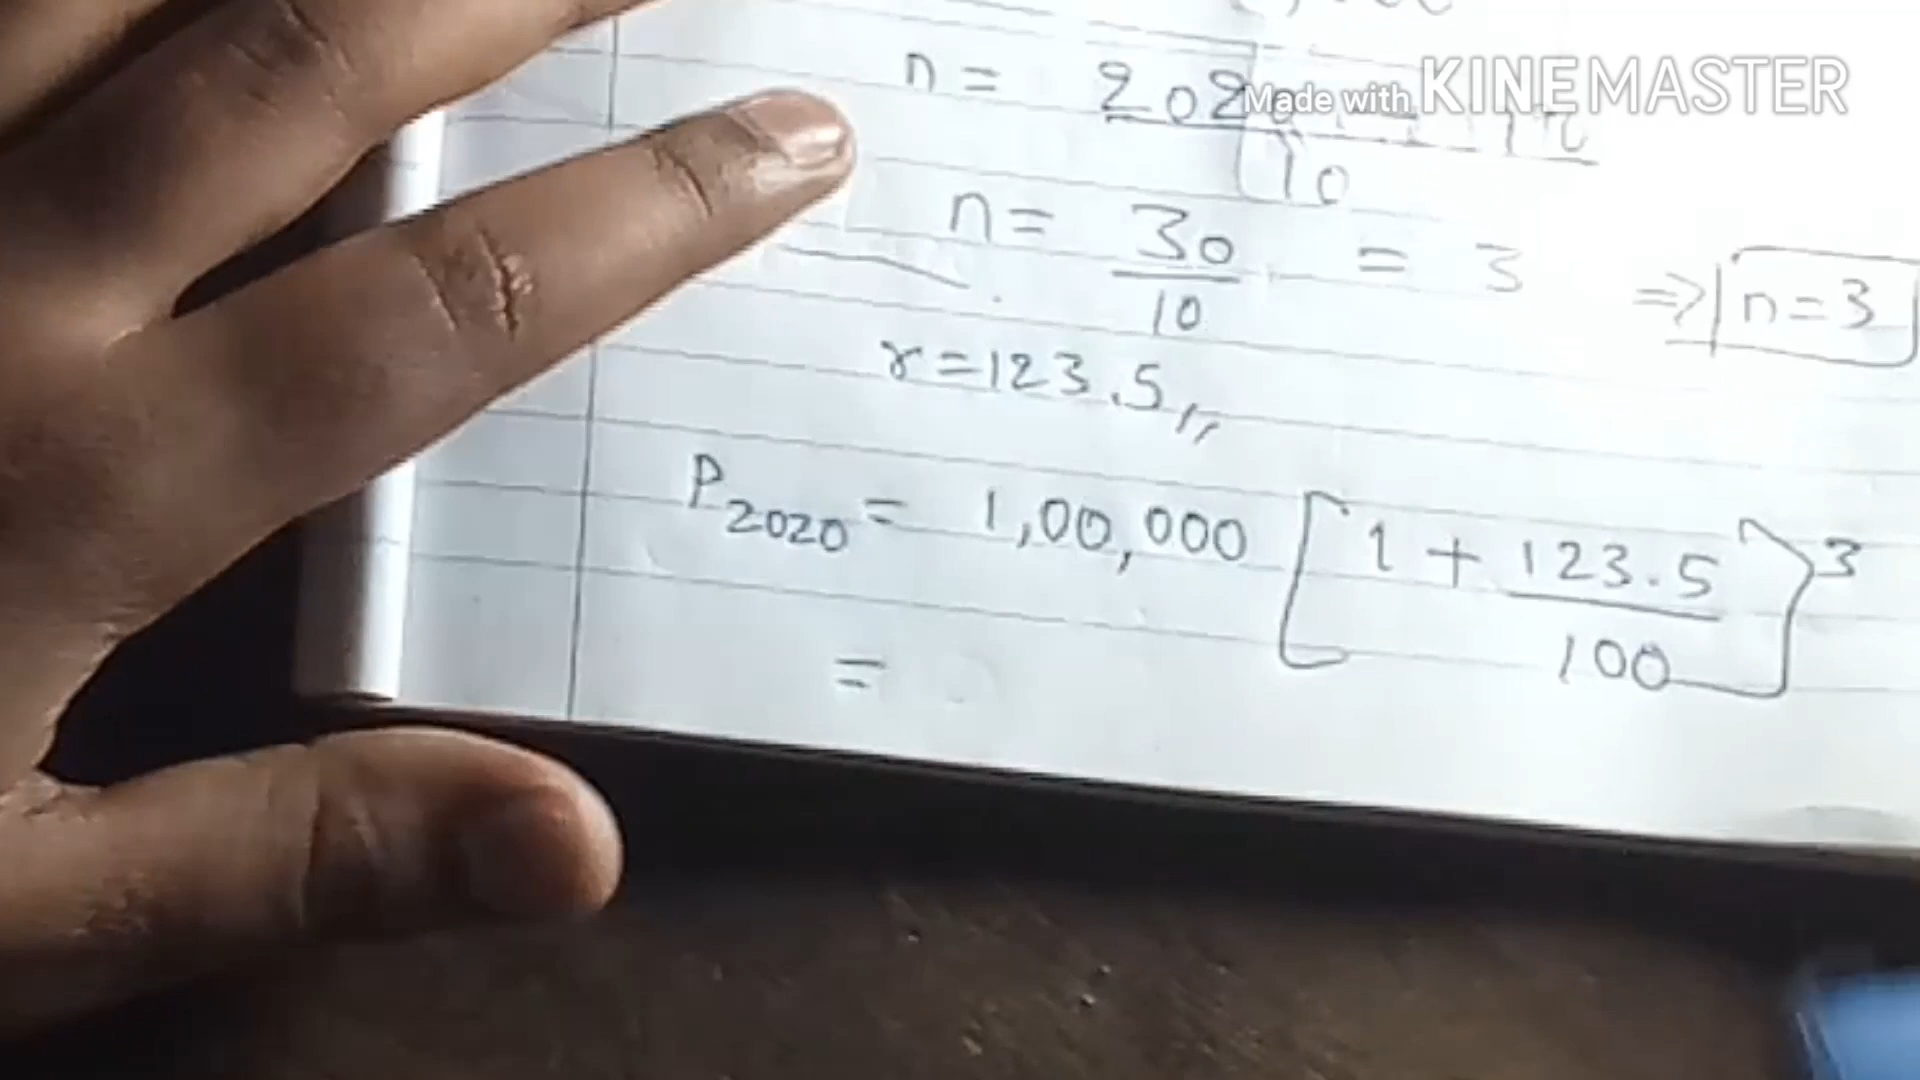 n = 202
Made with KINEMASTER
10
n = 30/10 = 3 => n=3
r=123.5,,
P2020 = 1,00,000 [1 + 123.5/100]3
=